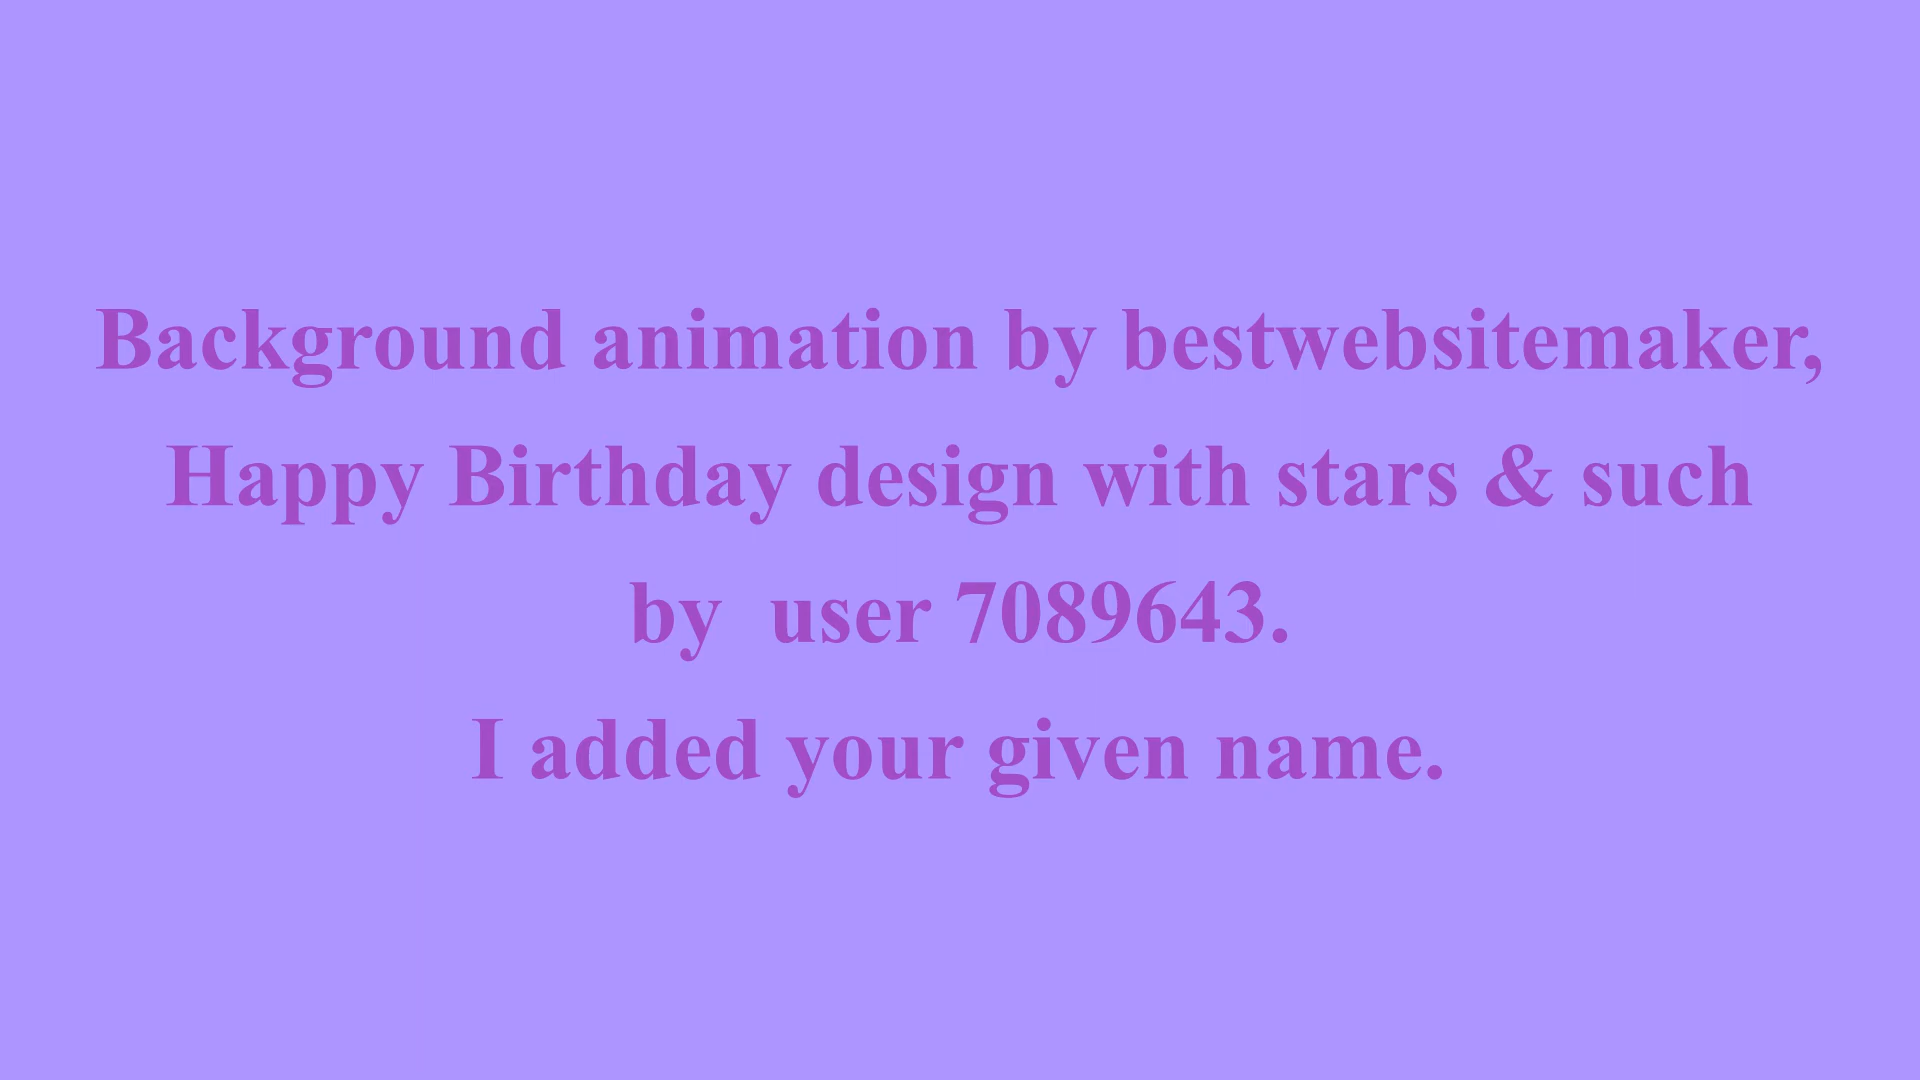 Background animation by bestwebsitemaker,
Happy Birthday design with stars & such
by  user 7089643.
I added your given name.